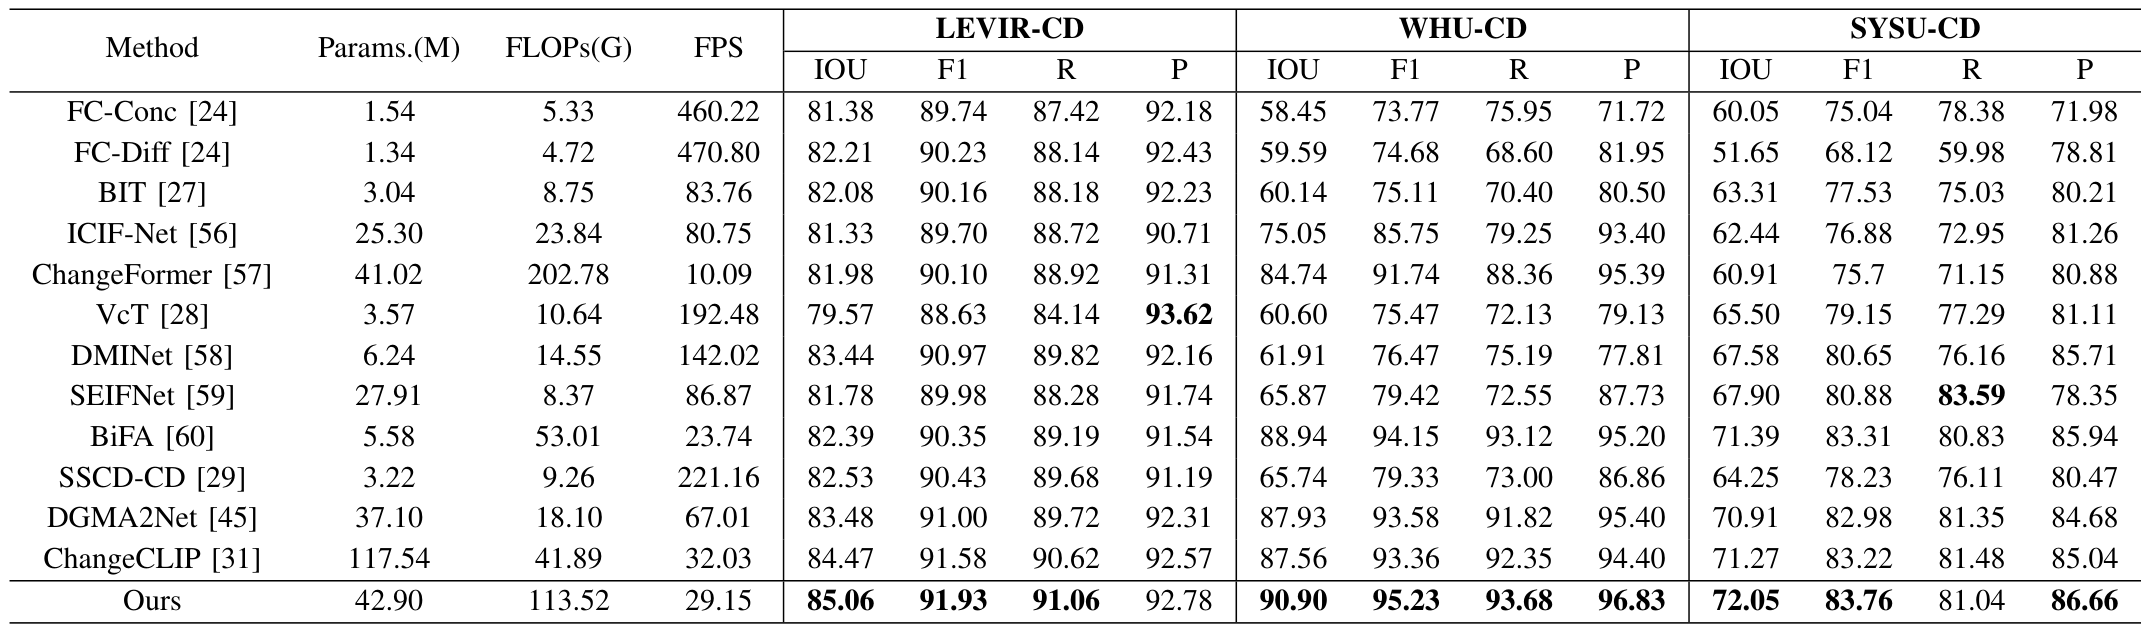 Method Params.(M) FLOPs(G) FPS LEVIR-CD WHU-CD SYSU-CD
IOU F1 R P IOU F1 R P IOU F1 R P
FC-Conc [24] 1.54 5.33 460.22 81.38 89.74 87.42 92.18 58.45 73.77 75.95 71.72 60.05 75.04 78.38 71.98
FC-Diff [24] 1.34 4.72 470.80 82.21 90.23 88.14 92.43 59.59 74.68 68.60 81.95 51.65 68.12 59.98 78.81
BIT [27] 3.04 8.75 83.76 82.08 90.16 88.18 92.23 60.14 75.11 70.40 80.50 63.31 77.53 75.03 80.21
ICIF-Net [56] 25.30 23.84 80.75 81.33 89.70 88.72 90.71 75.05 85.75 79.25 93.40 62.44 76.88 72.95 81.26
ChangeFormer [57] 41.02 202.78 10.09 81.98 90.10 88.92 91.31 84.74 91.74 88.36 95.39 60.91 75.7 71.15 80.88
VcT [28] 3.57 10.64 192.48 79.57 88.63 84.14 93.62 60.60 75.47 72.13 79.13 65.50 79.15 77.29 81.11
DMINet [58] 6.24 14.55 142.02 83.44 90.97 89.82 92.16 61.91 76.47 75.19 77.81 67.58 80.65 76.16 85.71
SEIFNet [59] 27.91 8.37 86.87 81.78 89.98 88.28 91.74 65.87 79.42 72.55 87.73 67.90 80.88 83.59 78.35
BiFA [60] 5.58 53.01 23.74 82.39 90.35 89.19 91.54 88.94 94.15 93.12 95.20 71.39 83.31 80.83 85.94
SSCD-CD [29] 3.22 9.26 221.16 82.53 90.43 89.68 91.19 65.74 79.33 73.00 86.86 64.25 78.23 76.11 80.47
DGMA2Net [45] 37.10 18.10 67.01 83.48 91.00 89.72 92.31 87.93 93.58 91.82 95.40 70.91 82.98 81.35 84.68
ChangeCLIP [31] 117.54 41.89 32.03 84.47 91.58 90.62 92.57 87.56 93.36 92.35 94.40 71.27 83.22 81.48 85.04
Ours 42.90 113.52 29.15 85.06 91.93 91.06 92.78 90.90 95.23 93.68 96.83 72.05 83.76 81.04 86.66